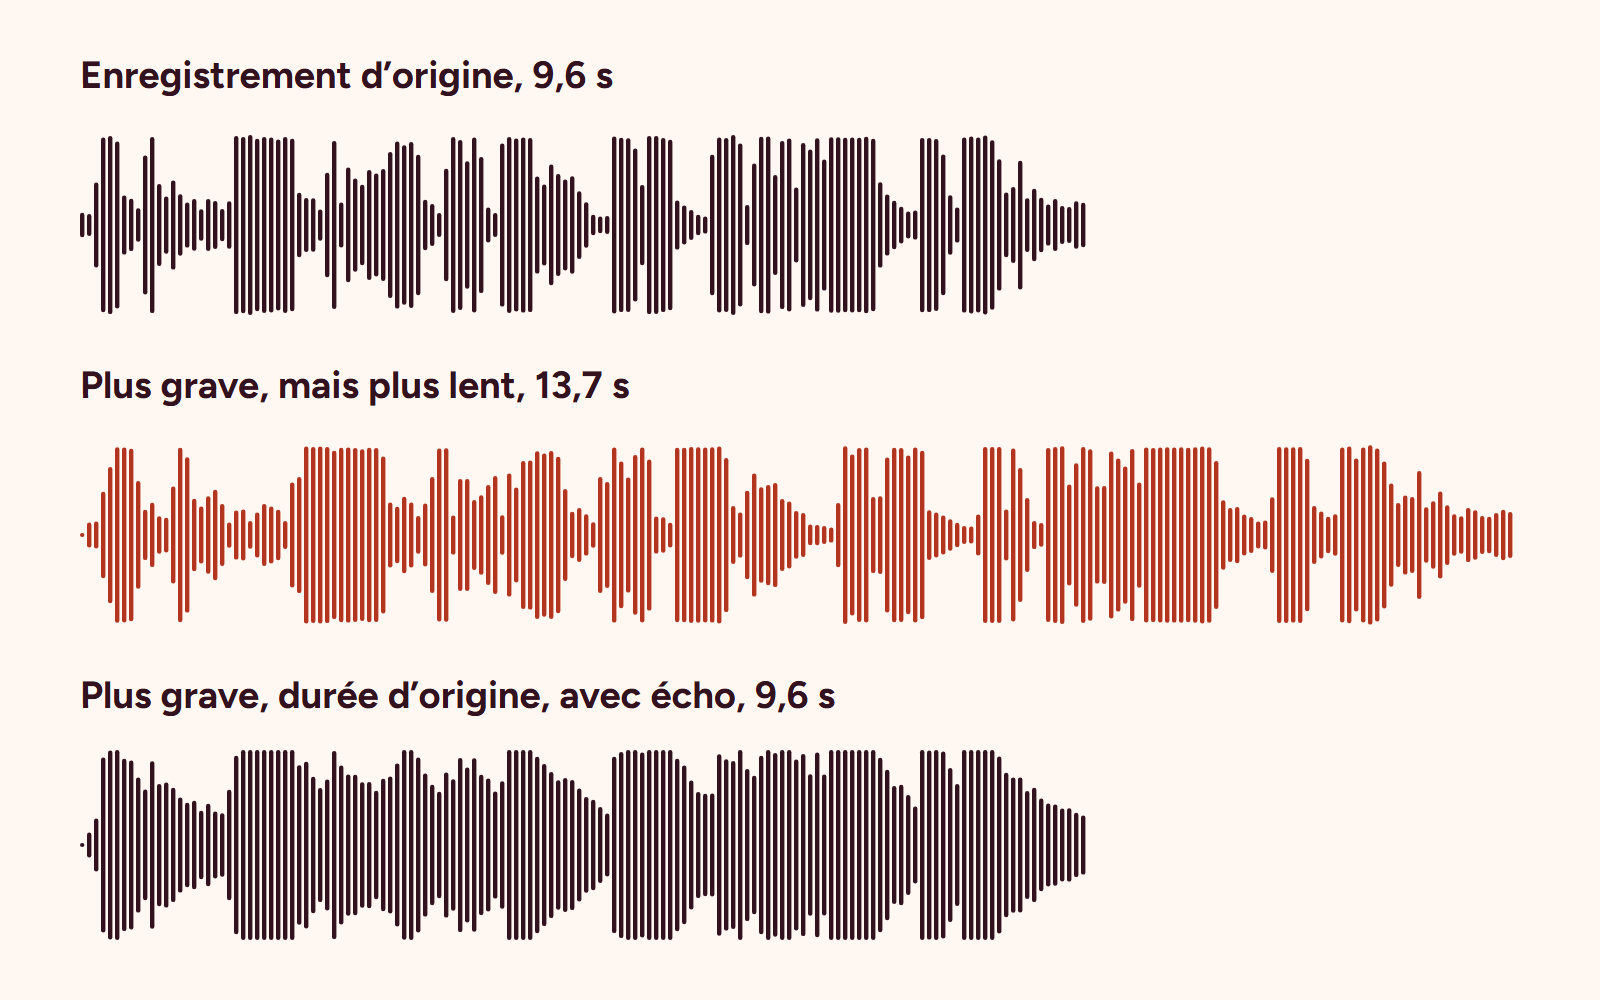 Enregistrement d’origine, 9,6 s
Plus grave, mais plus lent, 13,7 s
Plus grave, durée d’origine, avec écho, 9,6 s